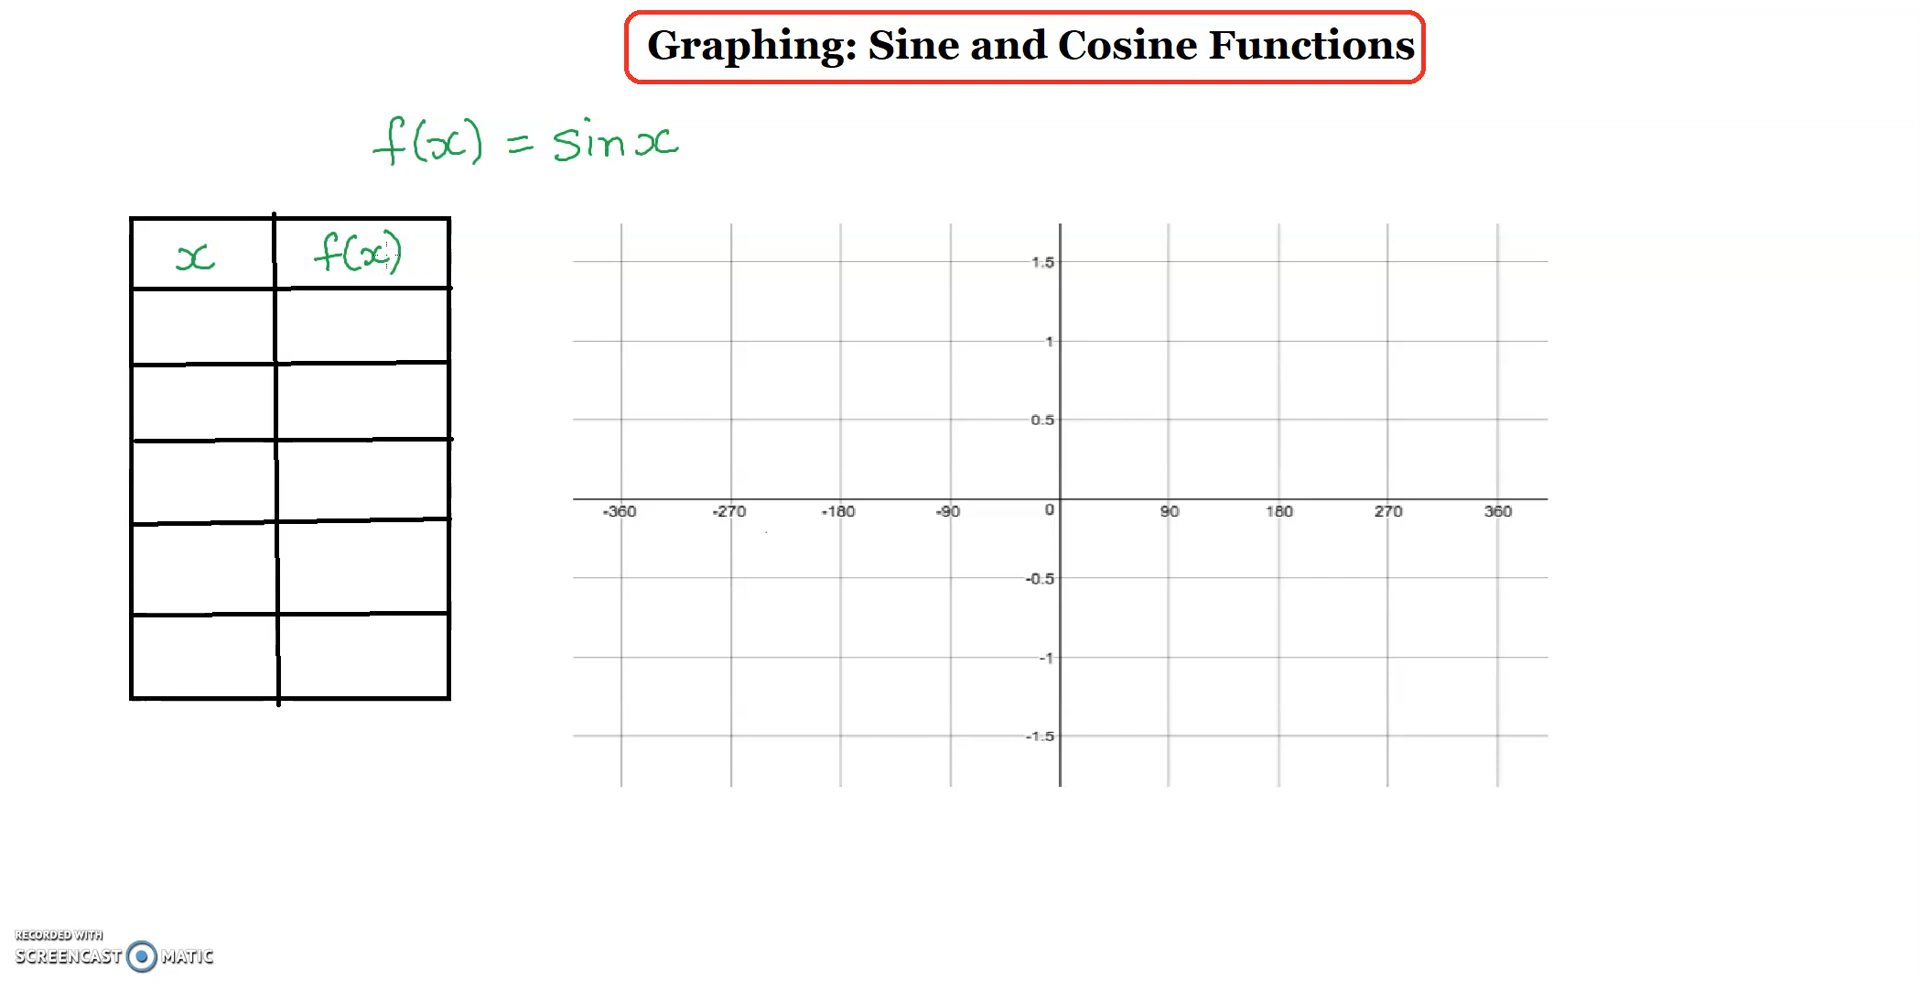 Graphing: Sine and Cosine Functions
f(x) = sin x
x f(x)
1.5
1
0.5
-360 -270 -180 -90 0 90 180 270 360
-0.5
-1
-1.5
RECORDED WITH
SCREENCAST MATIC